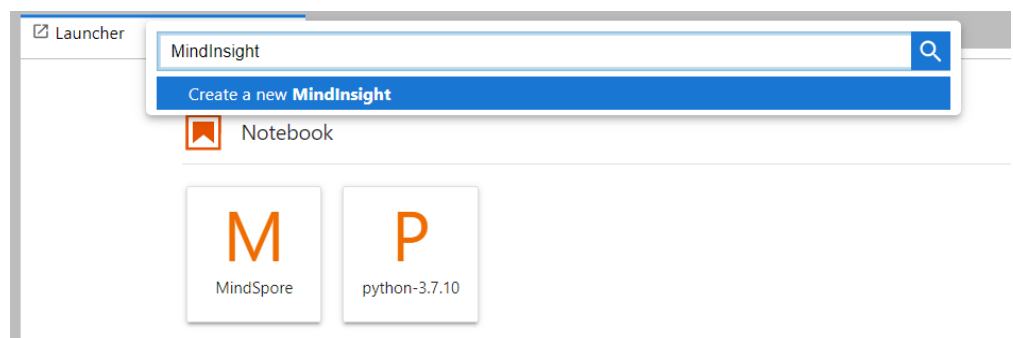 Launcher
MindInsight
Create a new MindInsight
Notebook
M
P
MindSpore
python-3.7.10